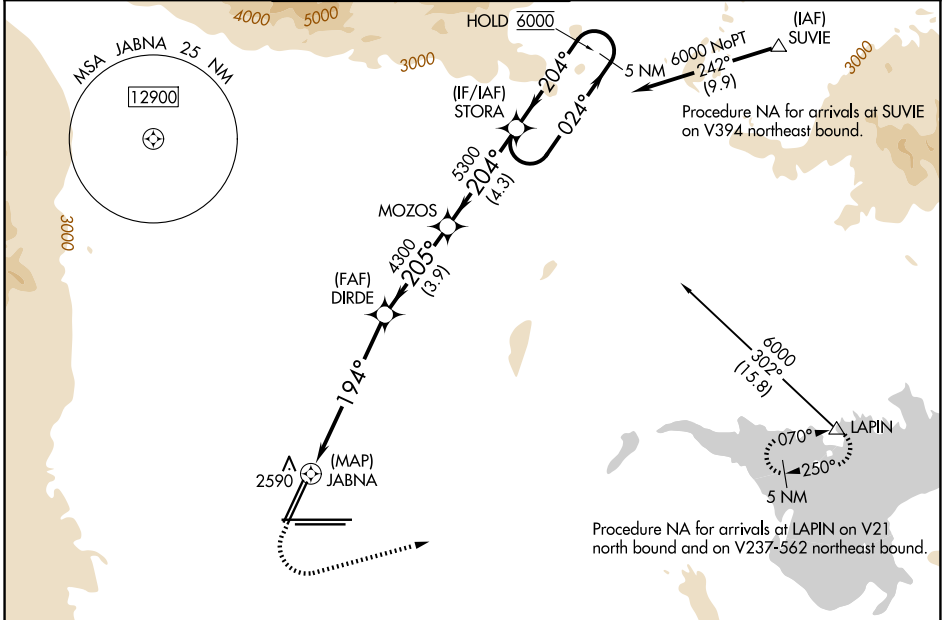 4000
5000
3000
HOLD 6000
(IAF)
SUVIE
3000
MSA JABNA 25 NM
12900
5 NM
6000 NoPT
242°
(9.9)
204°
024°
(IF/IAF)
STORA
Procedure NA for arrivals at SUVIE
on V394 northeast bound.
5300
204°
(4.3)
3000
MOZOS
4300
205°
(3.9)
(FAF)
DIRDE
194°
6000
302°
(15.8)
LAPIN
070°
250°
5 NM
2590
(MAP)
JABNA
Procedure NA for arrivals at LAPIN on V21
north bound and on V237-562 northeast bound.